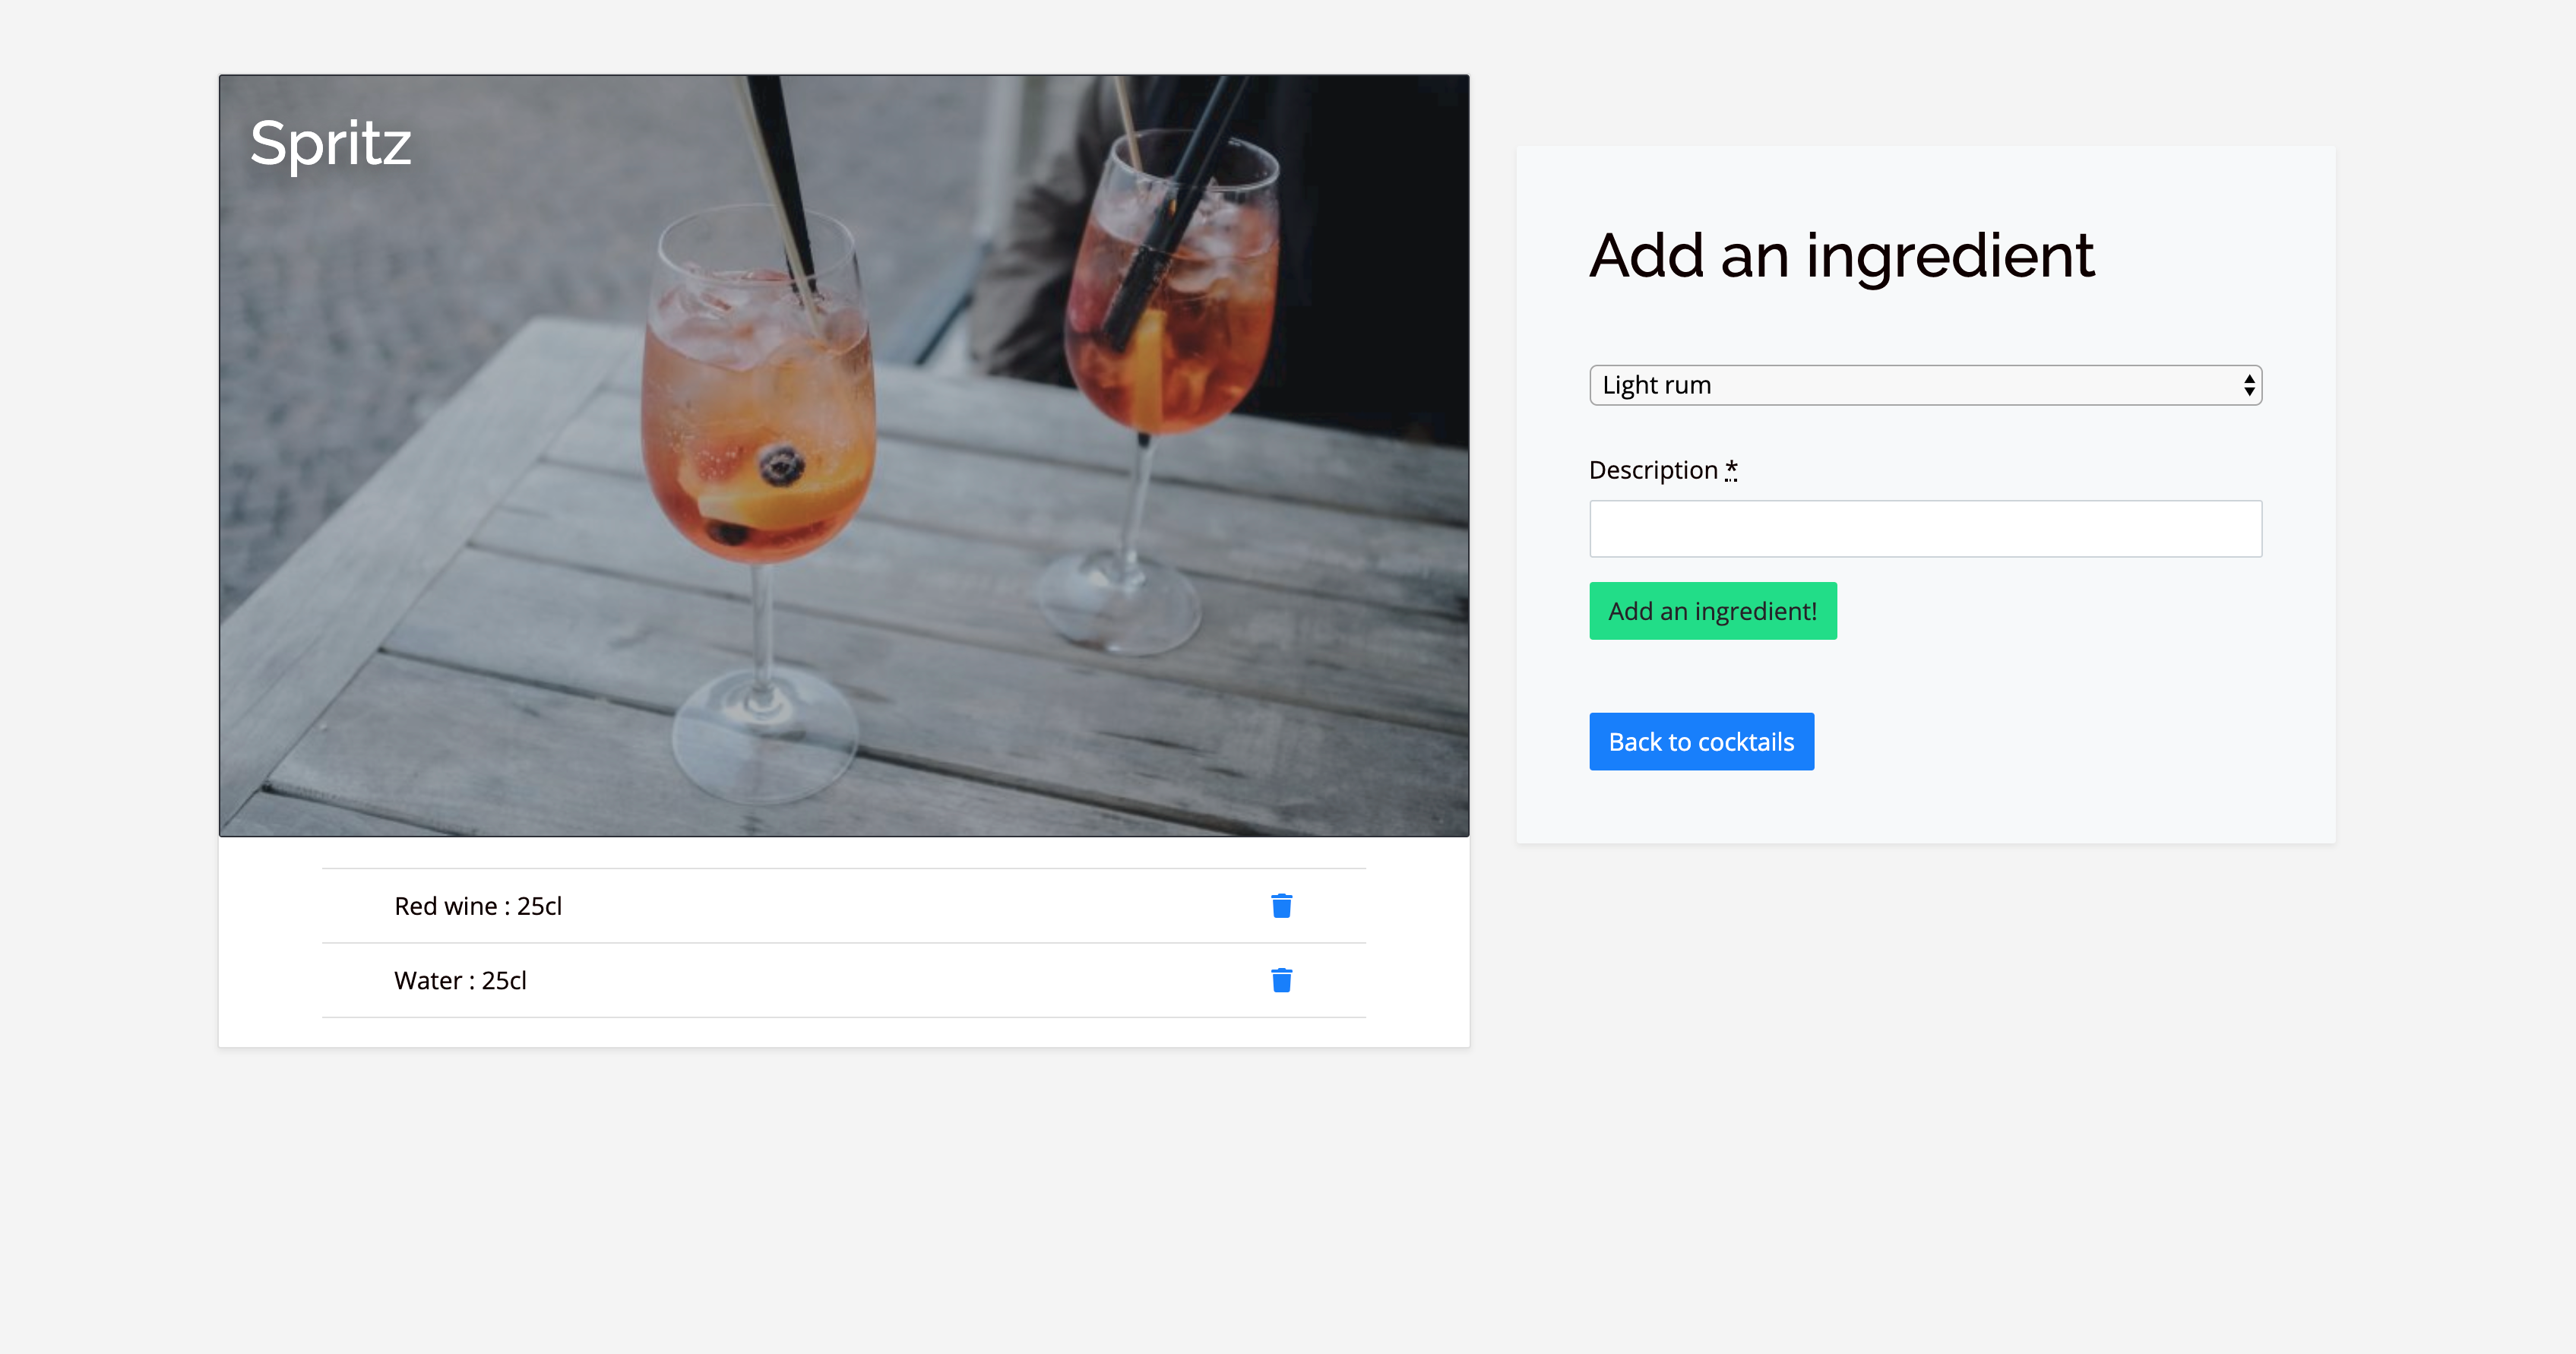 Spritz
Add an ingredient
Light rum
Description *
Add an ingredient!
Back to cocktails
Red wine : 25cl
Water : 25cl